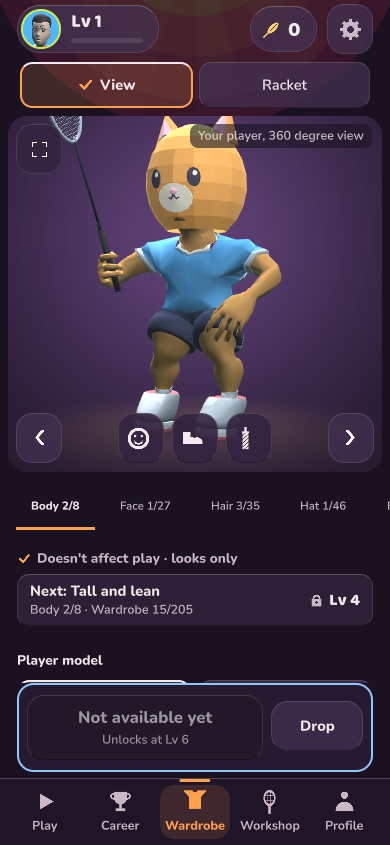 Lv 1
0
View
Racket
Your player, 360 degree view
Body 2/8
Face 1/27
Hair 3/35
Hat 1/46
Doesn't affect play · looks only
Next: Tall and lean
Body 2/8 · Wardrobe 15/205
Lv 4
Player model
Not available yet
Unlocks at Lv 6
Drop
Play
Career
Wardrobe
Workshop
Profile